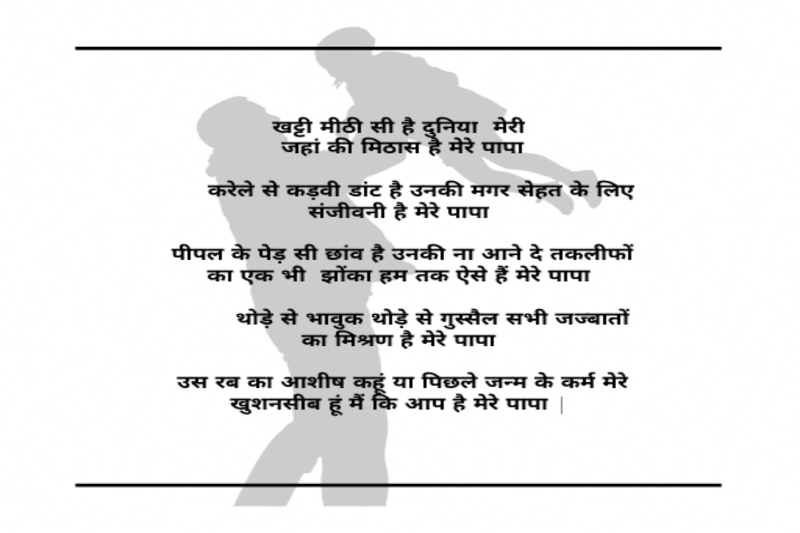 खट्टी मीठी सी है दुनिया मेरी
जहां की मिठास है मेरे पापा
करेले से कड़वी डांट है उनकी मगर सेहत के लिए
संजीवनी है मेरे पापा
पीपल के पेड़ सी छांव है उनकी ना आने दे तकलीफों
का एक भी झोंका हम तक ऐसे हैं मेरे पापा
थोड़े से भावुक थोड़े से गुस्सैल सभी जज्बातों
का मिश्रण है मेरे पापा
उस रब का आशीष कहूं या पिछले जन्म के कर्म मेरे
खुशनसीब हूं मैं कि आप है मेरे पापा |